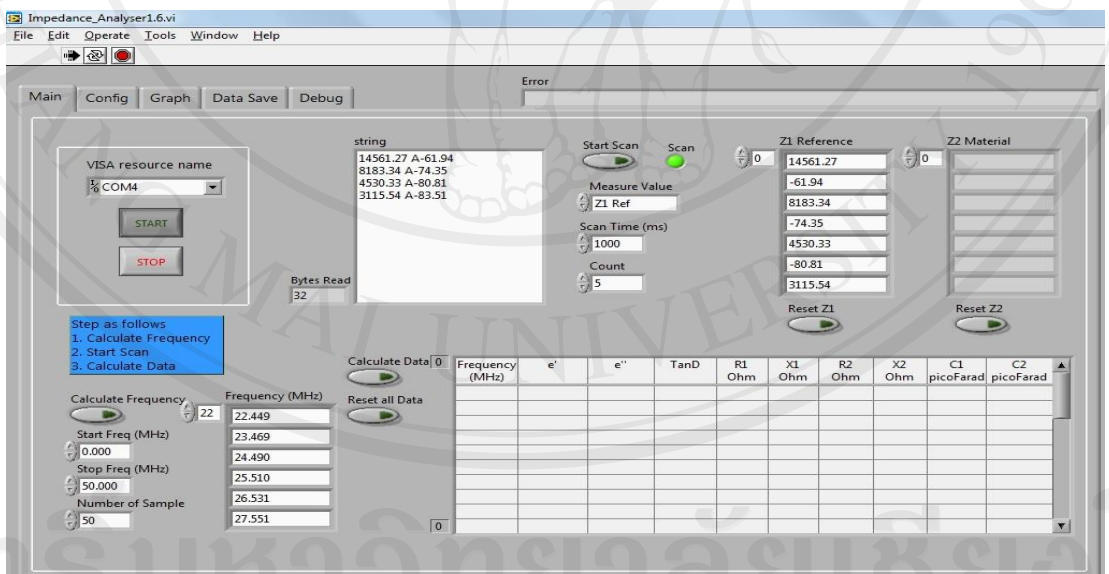 Impedance_Analyser1.6.vi
File Edit Operate Tools Window Help
Error
Main Config Graph Data Save Debug
VISA resource name
COM4
START
STOP
string
14561.27 A-61.94
8183.34 A-74.35
4530.33 A-80.81
3115.54 A-83.51
Bytes Read
32
Start Scan
Scan
Measure Value
Z1 Ref
Scan Time (ms)
1000
Count
5
Z1 Reference
0
14561.27
-61.94
8183.34
-74.35
4530.33
-80.81
3115.54
Reset Z1
Z2 Material
0
Reset Z2
Step as follows
1. Calculate Frequency
2. Start Scan
3. Calculate Data
Calculate Frequency
Start Freq (MHz)
0.000
Stop Freq (MHz)
50.000
Number of Sample
50
Frequency (MHz)
22
22.449
23.469
24.490
25.510
26.531
27.551
Calculate Data
Reset all Data
0
0
Frequency (MHz) e' e'' TanD R1 Ohm X1 Ohm R2 Ohm X2 Ohm C1 picoFarad C2 picoFarad
MAI UNIVERSITY